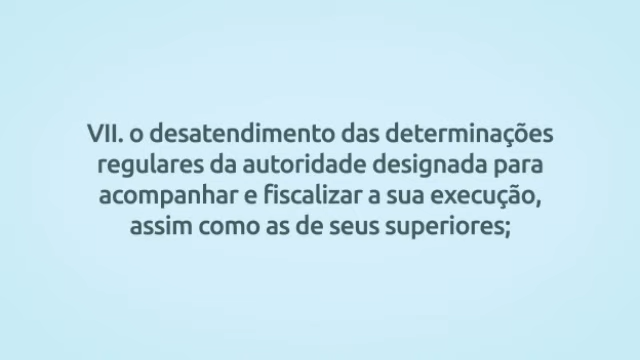 VII. o desatendimento das determinações
regulares da autoridade designada para
acompanhar e fiscalizar a sua execução,
assim como as de seus superiores;